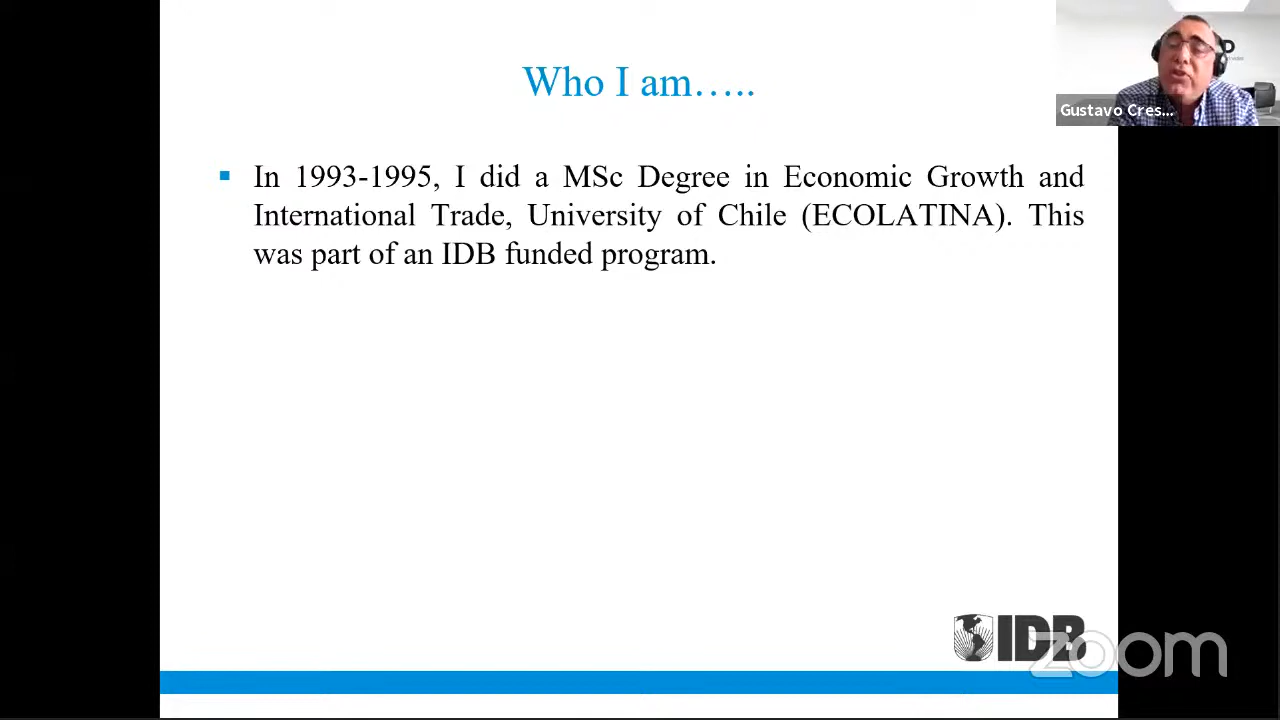 Who I am…..
Gustavo Cres...
▪ In 1993-1995, I did a MSc Degree in Economic Growth and
International Trade, University of Chile (ECOLATINA). This
was part of an IDB funded program.
IDB
zoom